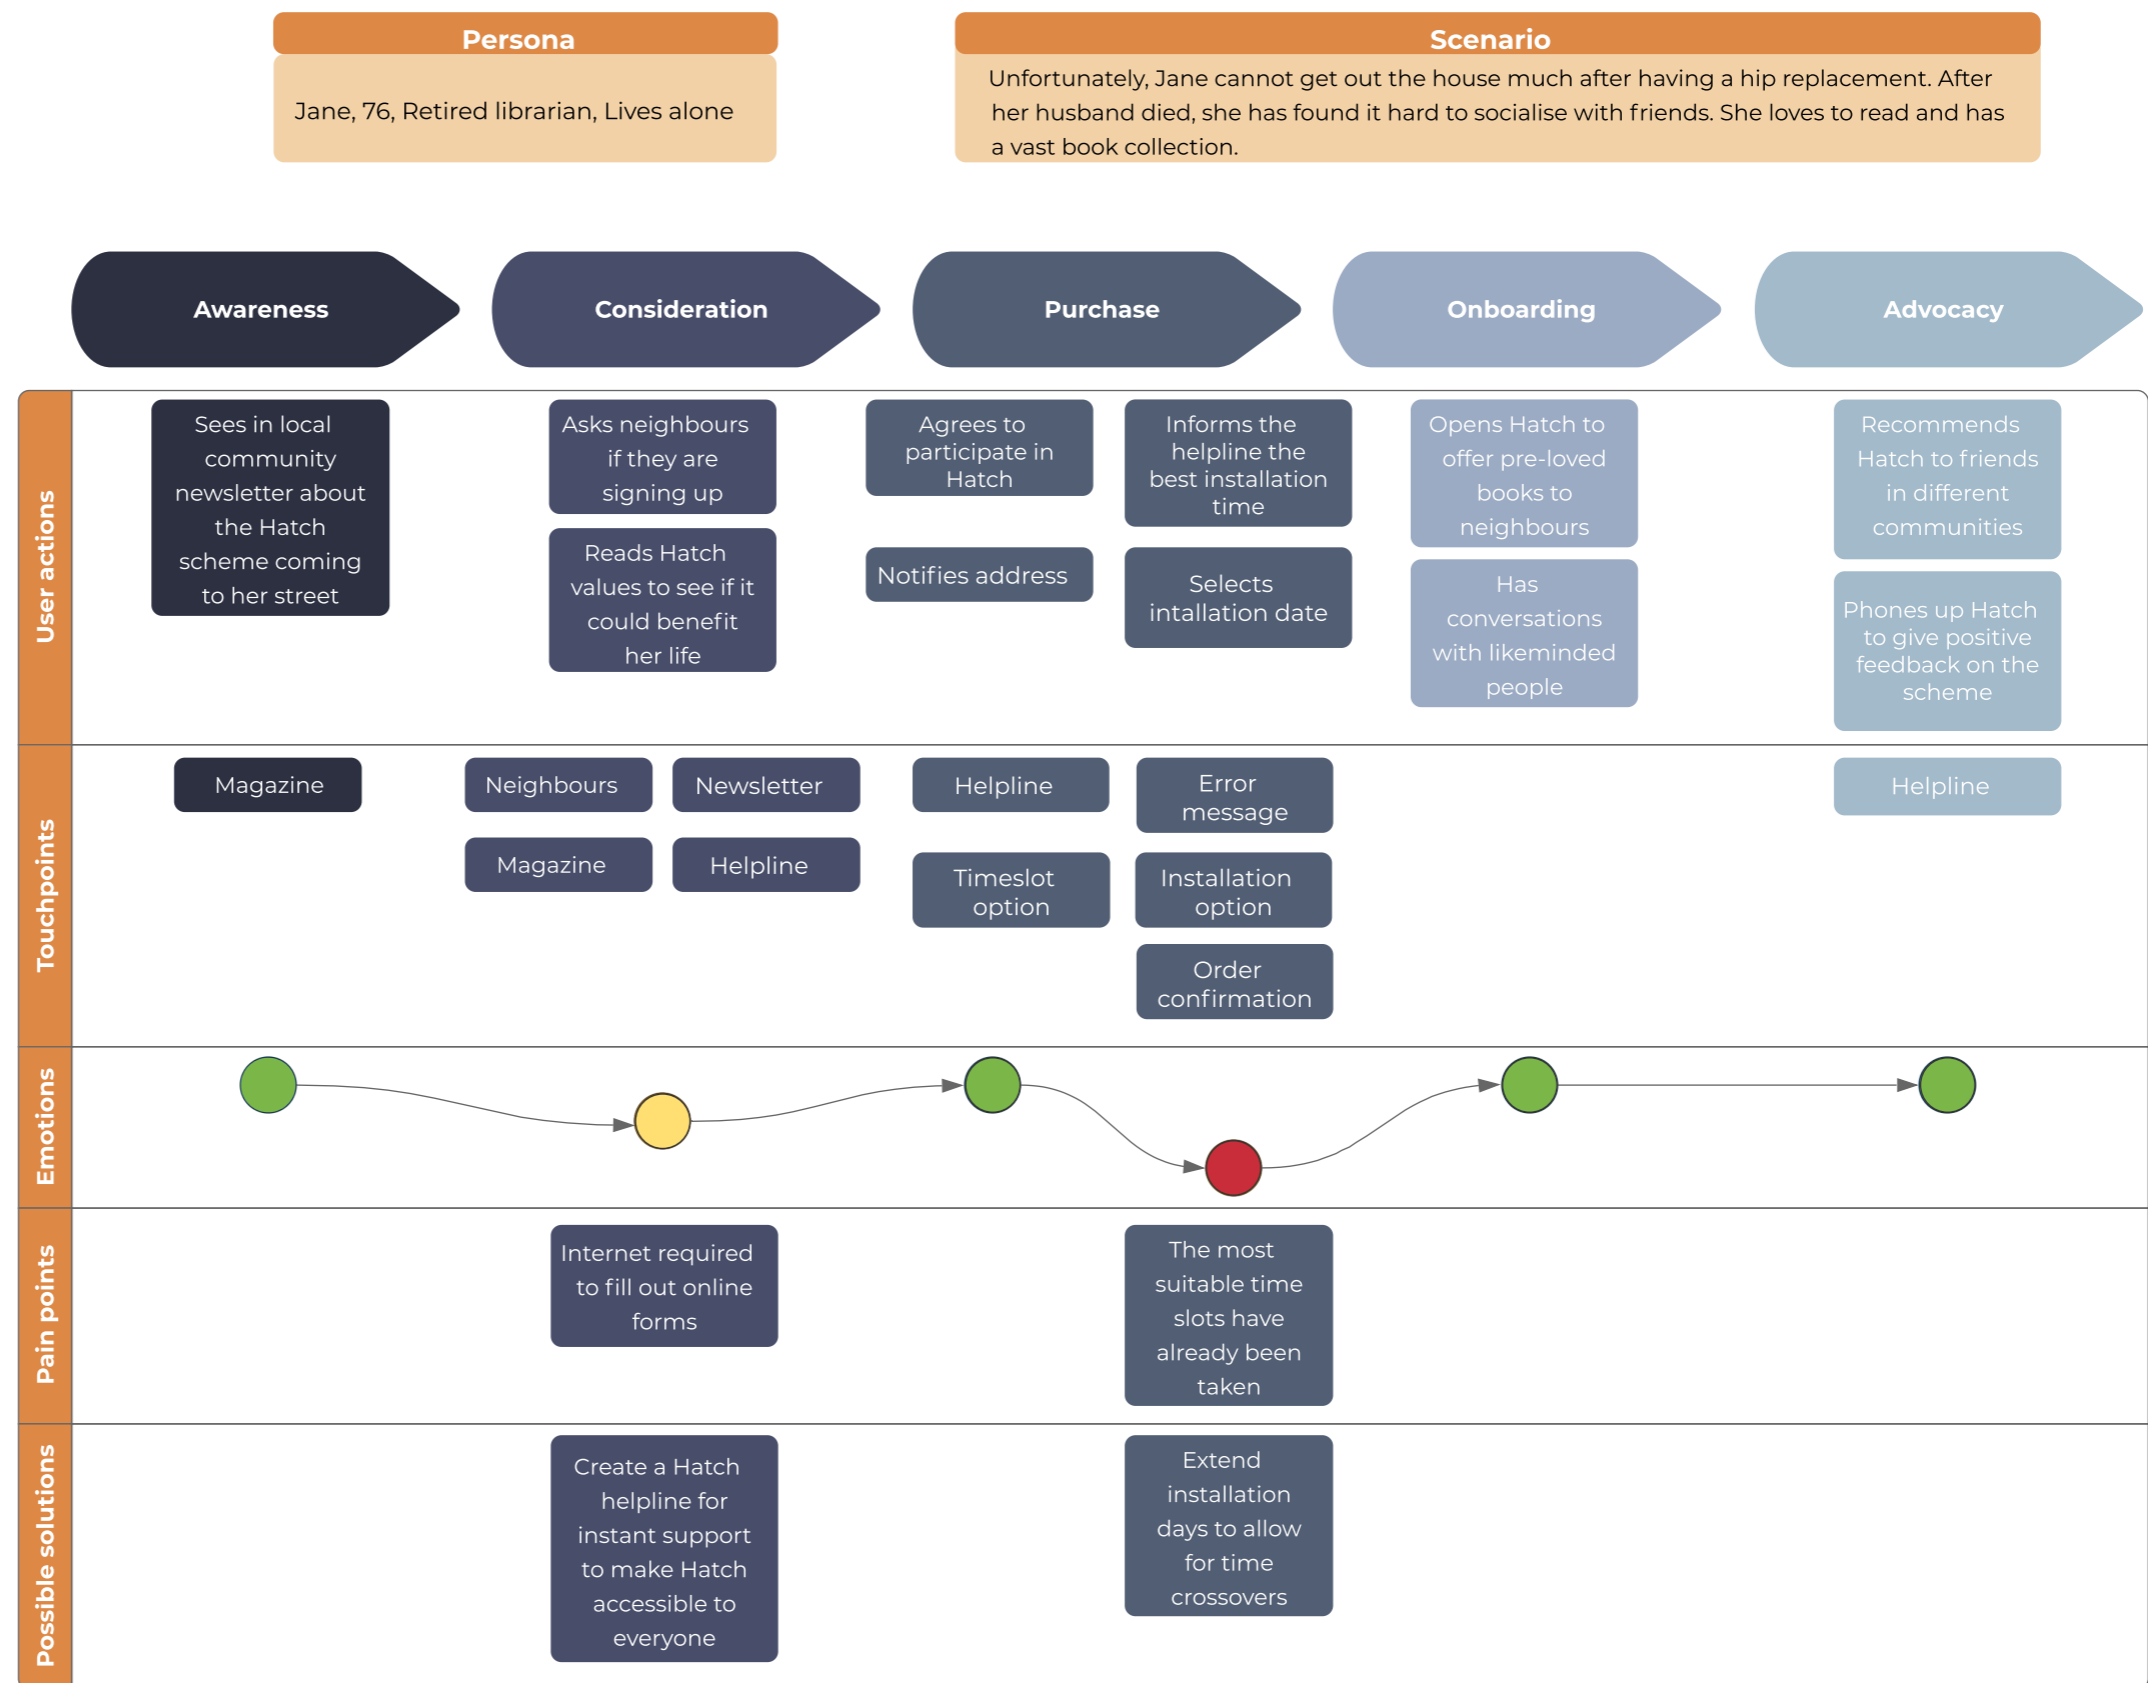 Persona
Jane, 76, Retired librarian, Lives alone
Scenario
Unfortunately, Jane cannot get out the house much after having a hip replacement. After
her husband died, she has found it hard to socialise with friends. She loves to read and has
a vast book collection.
Awareness
Consideration
Purchase
Onboarding
Advocacy
User actions
Sees in local
community
newsletter about
the Hatch
scheme coming
to her street
Asks neighbours
if they are
signing up
Reads Hatch
values to see if it
could benefit
her life
Agrees to
participate in
Hatch
Notifies address
Informs the
helpline the
best installation
time
Selects
intallation date
Opens Hatch to
offer pre-loved
books to
neighbours
Has
conversations
with likeminded
people
Recommends
Hatch to friends
in different
communities
Phones up Hatch
to give positive
feedback on the
scheme
Touchpoints
Magazine
Neighbours
Newsletter
Magazine
Helpline
Helpline
Error
message
Timeslot
option
Installation
option
Order
confirmation
Helpline
Emotions
Pain points
Internet required
to fill out online
forms
The most
suitable time
slots have
already been
taken
Possible solutions
Create a Hatch
helpline for
instant support
to make Hatch
accessible to
everyone
Extend
installation
days to allow
for time
crossovers